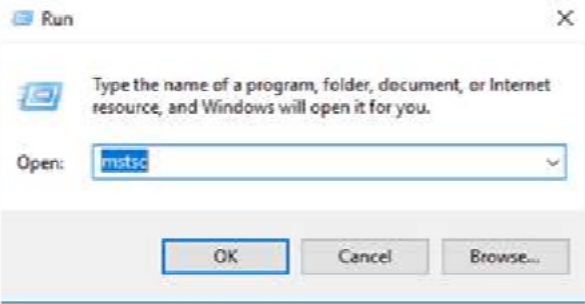 Run
Type the name of a program, folder, document, or Internet
resource, and Windows will open it for you.
Open: mstsc
OK Cancel Browse...